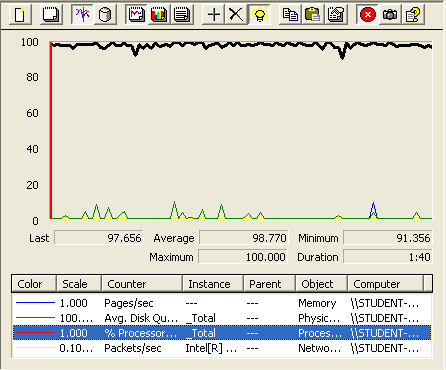 100
80
60
40
20
0
Last 97.656 Average 98.770 Minimum 91.356
Maximum 100.000 Duration 1:40
Color Scale Counter Instance Parent Object Computer
1.000 Pages/sec --- --- Memory \\STUDENT-...
100.... Avg. Disk Qu... _Total --- Physic... \\STUDENT-...
1.000 % Processor... _Total --- Proces... \\STUDENT-...
0.10... Packets/sec Intel[R] ... --- Netwo... \\STUDENT-...